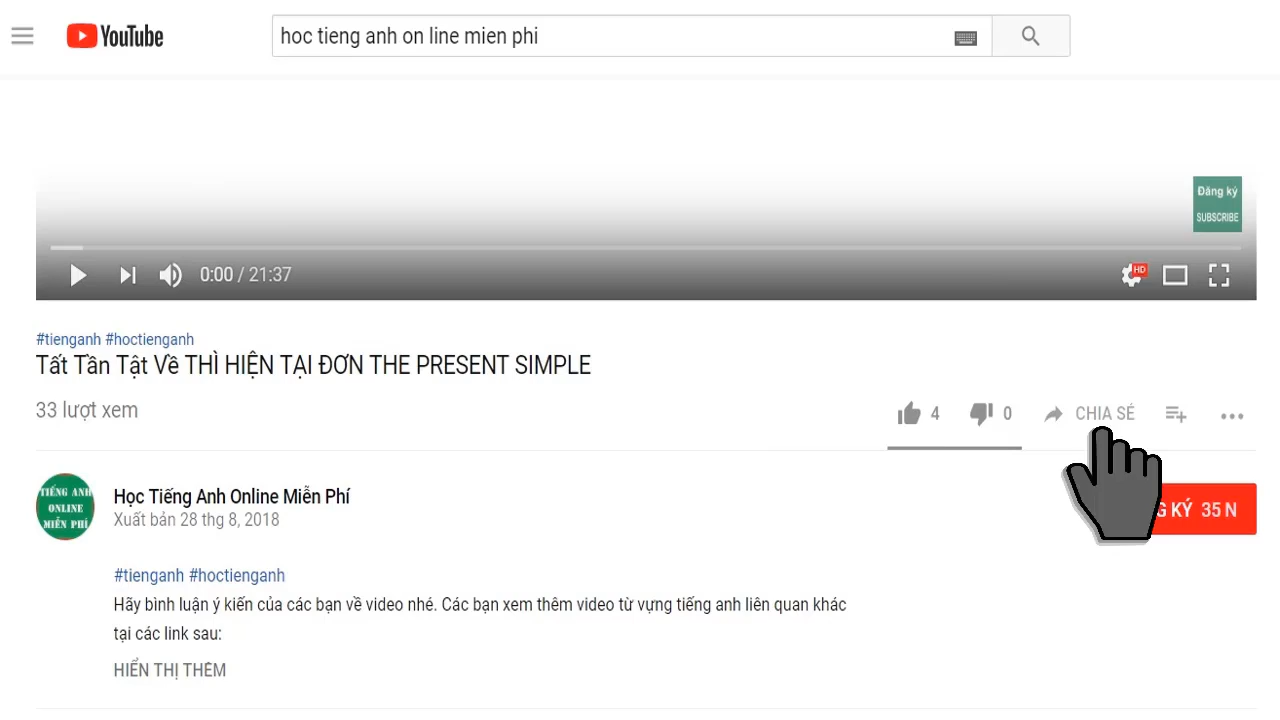 YouTube
hoc tieng anh on line mien phi
Đăng ký
SUBSCRIBE
0:00 / 21:37
HD
#tienganh #hoctienganh
Tất Tần Tật Về THÌ HIỆN TẠI ĐƠN THE PRESENT SIMPLE
33 lượt xem
4
0
CHIA SẺ
TIẾNG ANH
ONLINE
MIỄN PHÍ
Học Tiếng Anh Online Miễn Phí
Xuất bản 28 thg 8, 2018
KÝ 35 N
#tienganh #hoctienganh
Hãy bình luận ý kiến của các bạn về video nhé. Các bạn xem thêm video từ vựng tiếng anh liên quan khác
tại các link sau:
HIỂN THỊ THÊM